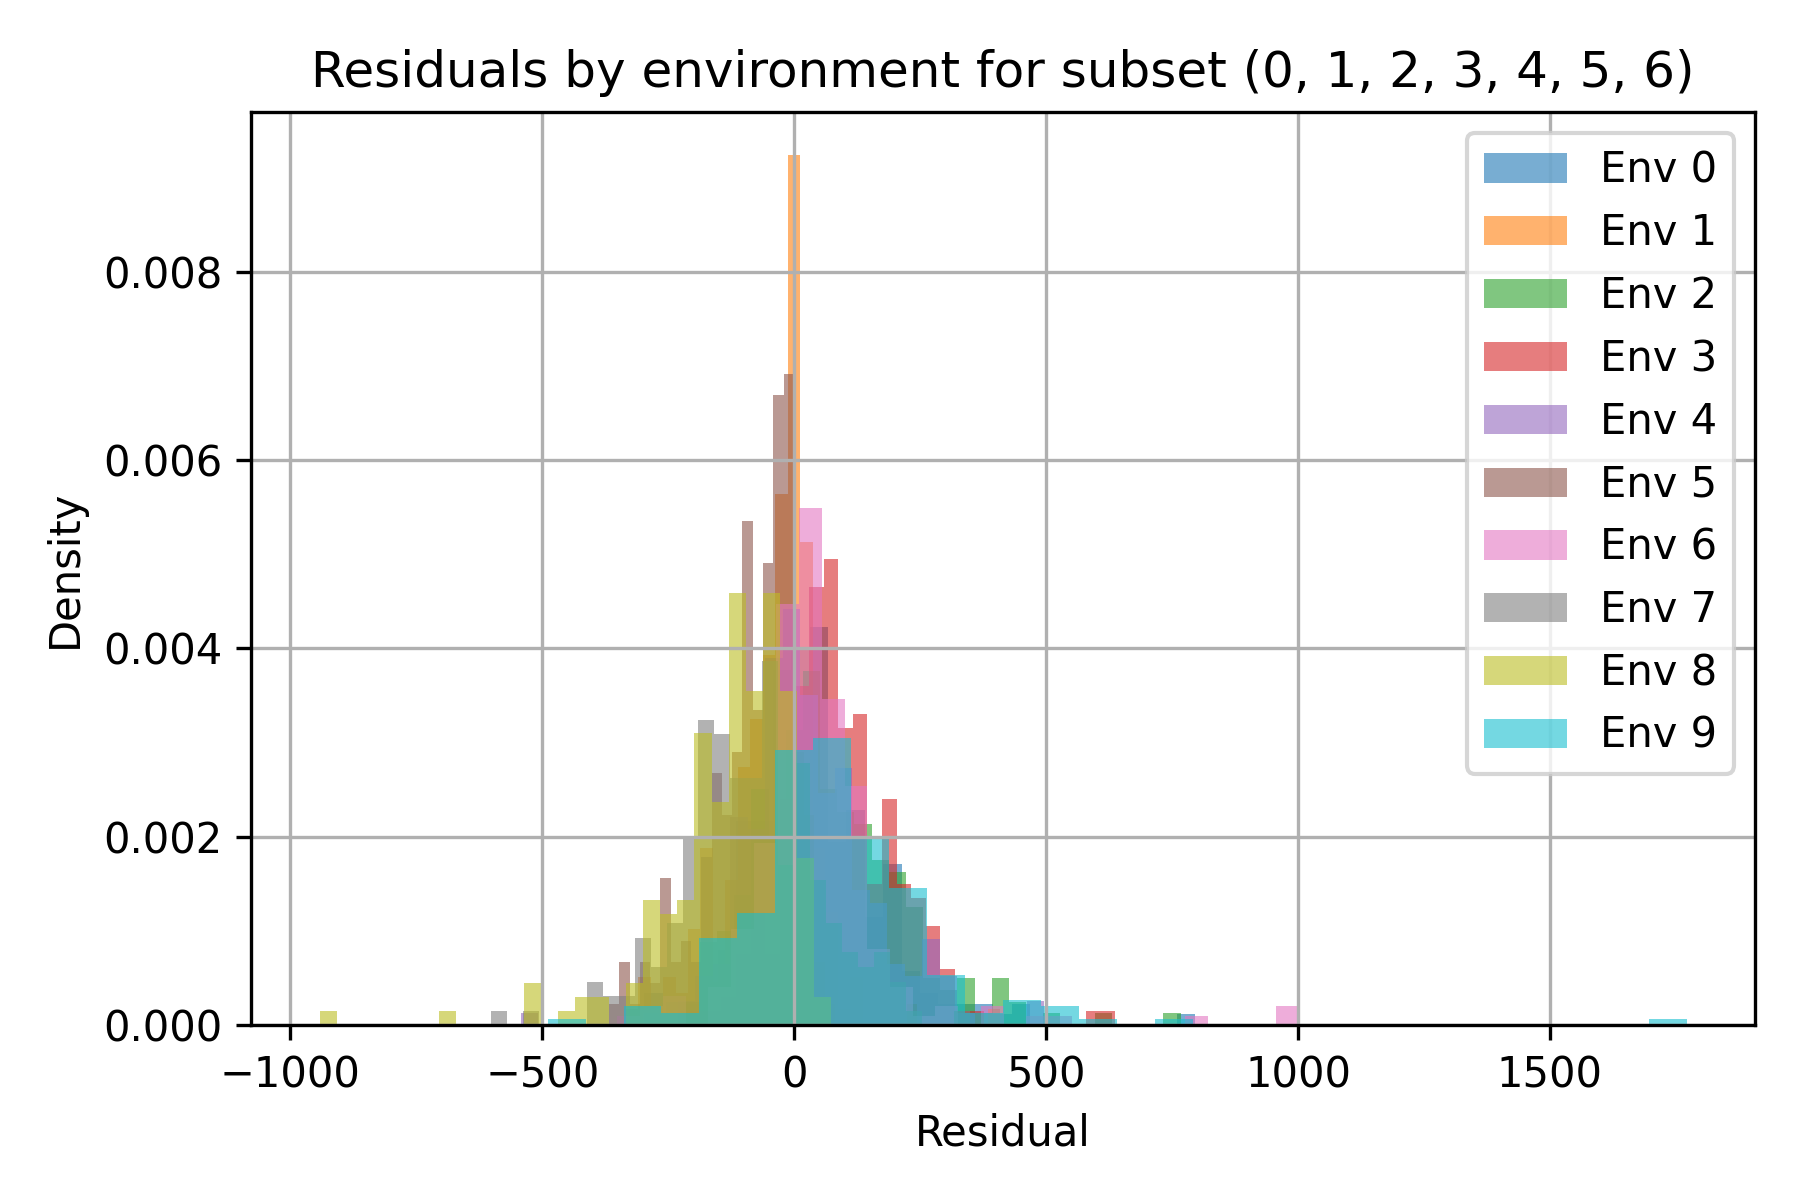 Residuals by environment for subset (0, 1, 2, 3, 4, 5, 6)
Env 0
Env 1
Env 2
Env 3
Env 4
Env 5
Env 6
Env 7
Env 8
Env 9
Density
0.008
0.006
0.004
0.002
0.000
−1000 −500 0 500 1000 1500
Residual